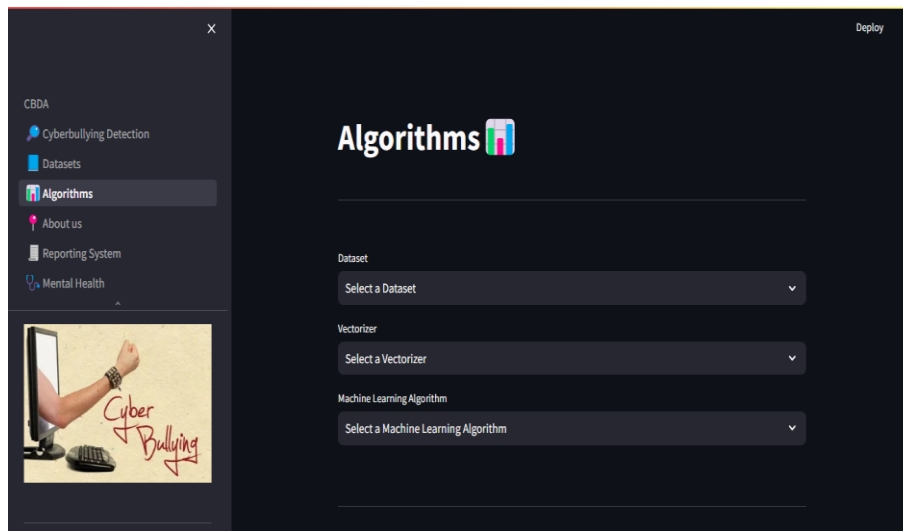 X
Deploy
CBDA
Cyberbullying Detection
Datasets
Algorithms
About us
Reporting System
Mental Health
Cyber
Bullying
Algorithms
Dataset
Select a Dataset
Vectorizer
Select a Vectorizer
Machine Learning Algorithm
Select a Machine Learning Algorithm